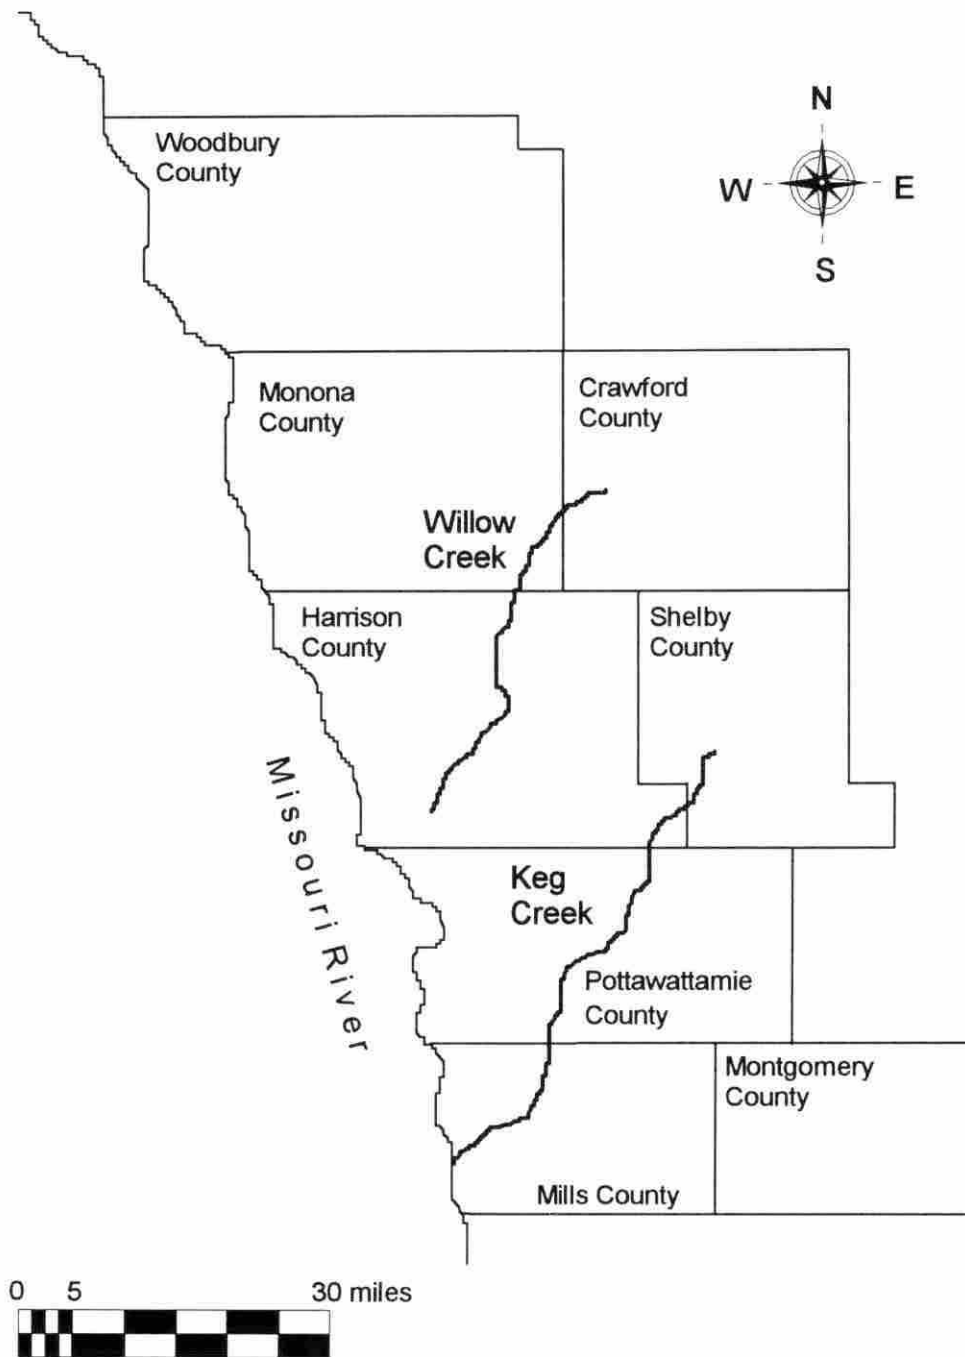 N
Woodbury
County
W
E
S
Monona
County
Crawford
County
Willow
Creek
Harrison
County
Shelby
County
Missouri River
Keg
Creek
Pottawattamie
County
Montgomery
County
Mills County
0 5 30 miles